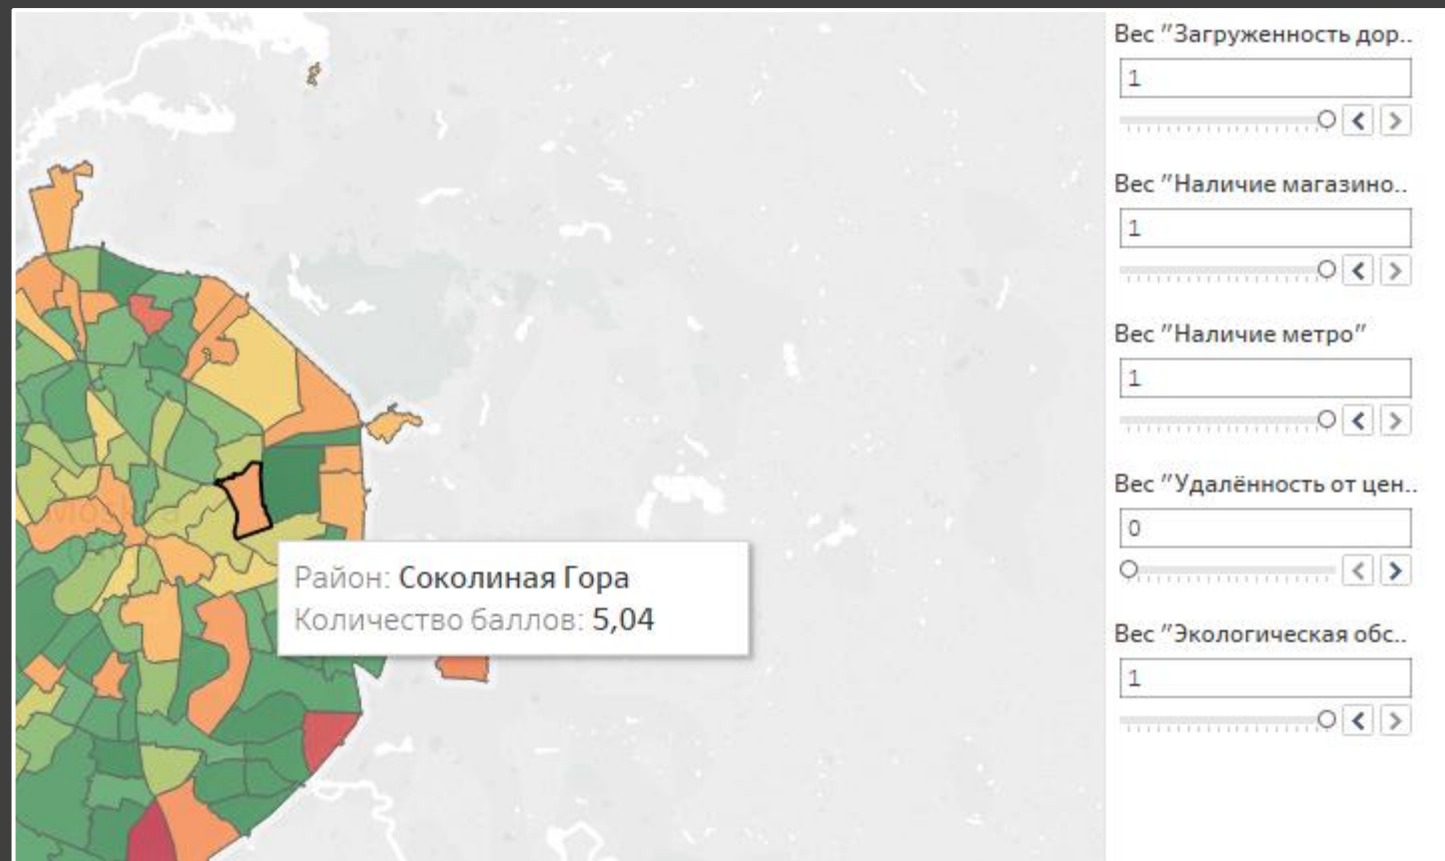 Вес "Загруженность дор..
1
Вес "Наличие магазино..
1
Вес "Наличие метро"
1
Вес "Удалённость от цен..
0
Вес "Экологическая обс..
1
Район: Соколиная Гора
Количество баллов: 5,04